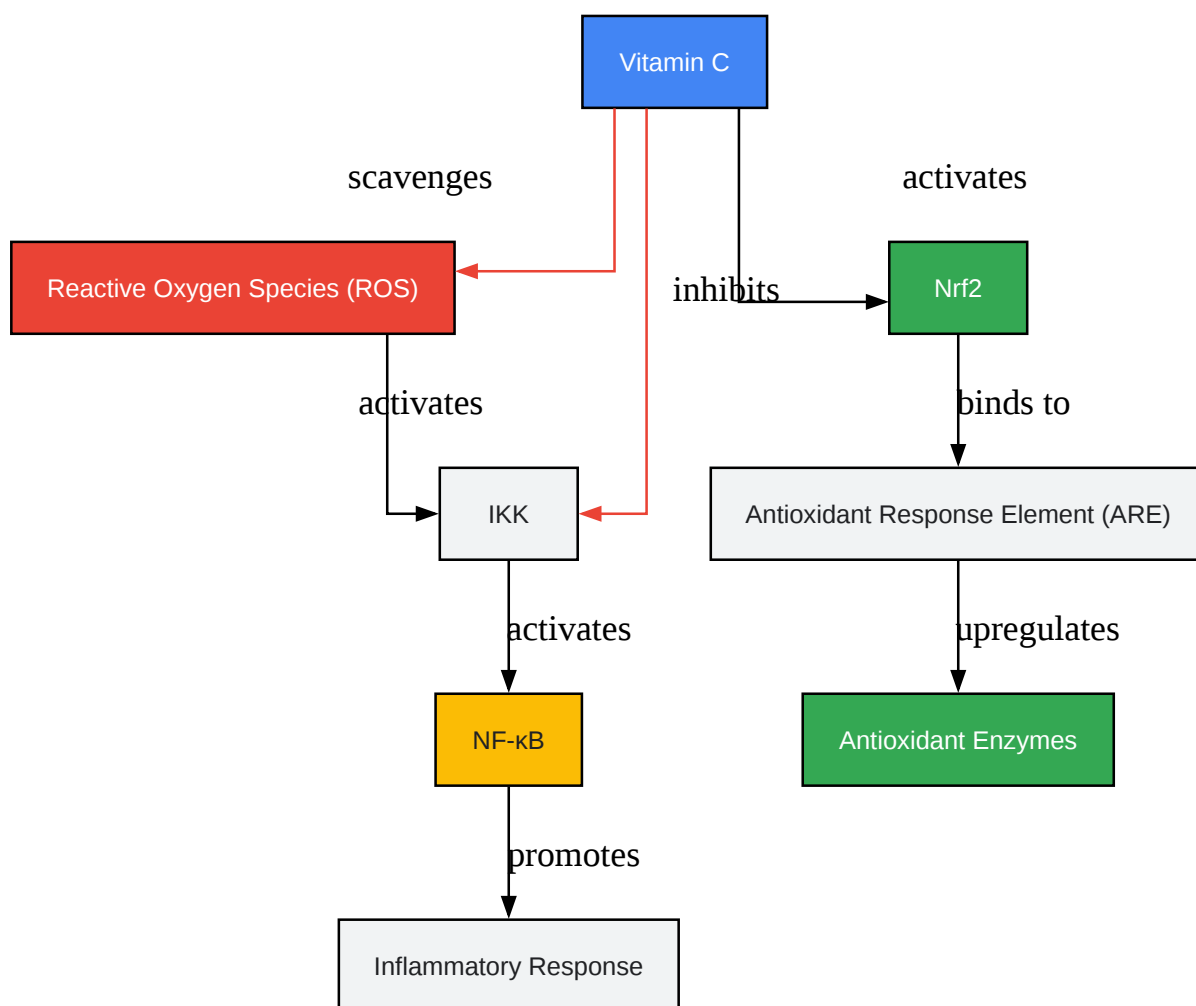 Vitamin C
scavenges
activates
Reactive Oxygen Species (ROS)
inhibits
Nrf2
activates
binds to
IKK
Antioxidant Response Element (ARE)
activates
upregulates
NF-κB
Antioxidant Enzymes
promotes
Inflammatory Response